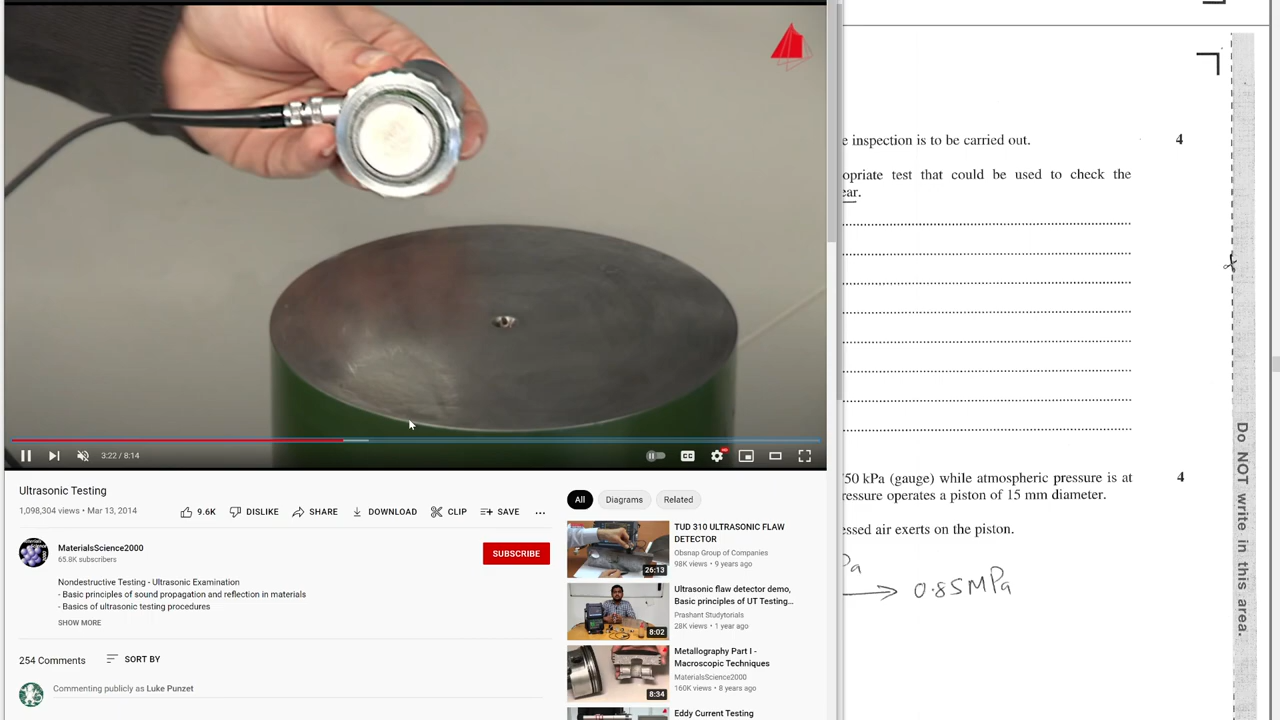 3:22 / 8:14
CC
Ultrasonic Testing
1,098,304 views • Mar 13, 2014
9.6K
DISLIKE
SHARE
DOWNLOAD
CLIP
SAVE
...
MaterialsScience2000
65.8K subscribers
SUBSCRIBE
Nondestructive Testing - Ultrasonic Examination
- Basic principles of sound propagation and reflection in materials
- Basics of ultrasonic testing procedures
SHOW MORE
254 Comments
SORT BY
Commenting publicly as Luke Punzet
All
Diagrams
Related
TUD 310 ULTRASONIC FLAW
DETECTOR
Obsnap Group of Companies
98K views • 9 years ago
26:13
Ultrasonic flaw detector demo,
Basic principles of UT Testing...
Prashant Studytorials
28K views • 1 year ago
8:02
Metallography Part I -
Macroscopic Techniques
MaterialsScience2000
160K views • 8 years ago
8:34
Eddy Current Testing
e inspection is to be carried out.
4
opriate test that could be used to check the
ear.
50 kPa (gauge) while atmospheric pressure is at
4
ressure operates a piston of 15 mm diameter.
essed air exerts on the piston.
Pa
→ 0.85MPa
Do NOT write in this area.